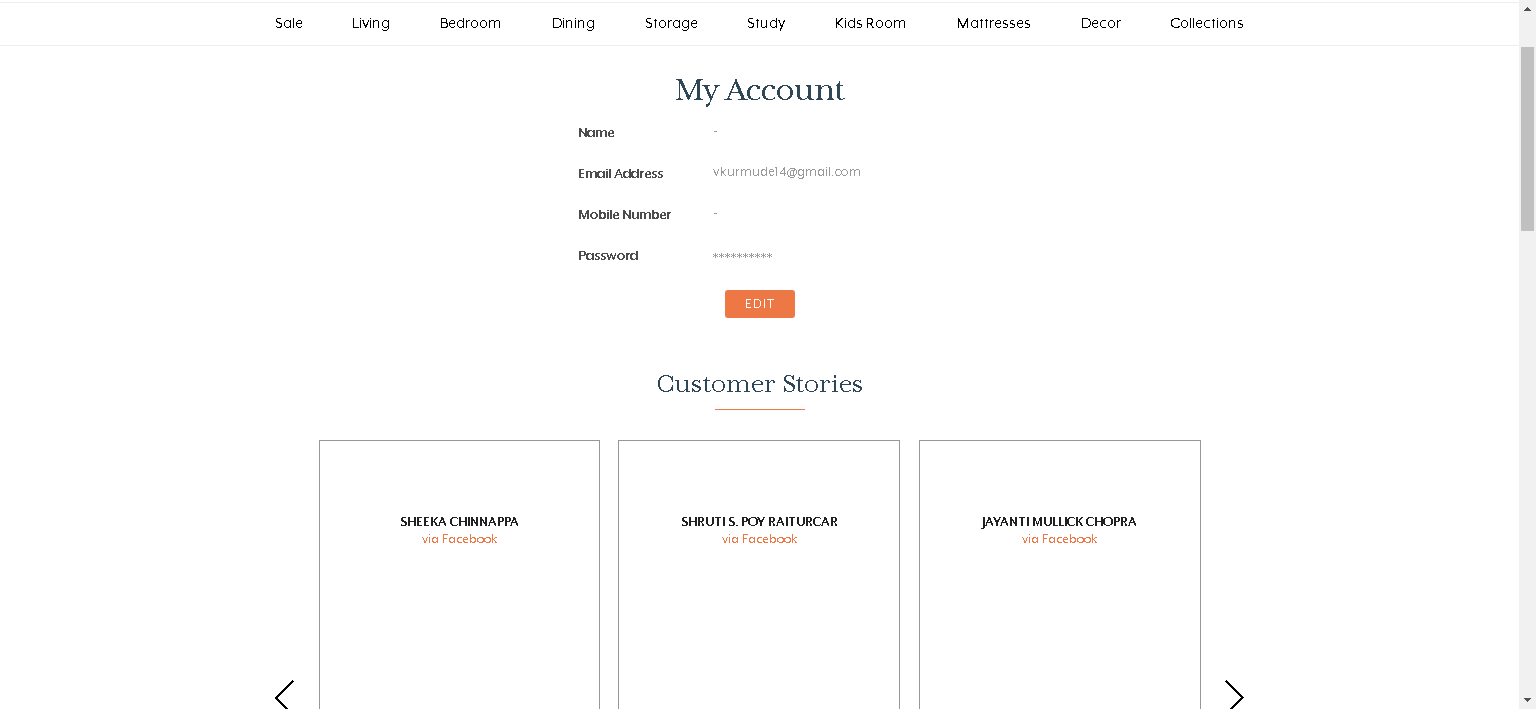 Sale Living Bedroom Dining Storage Study Kids Room Mattresses Decor Collections
My Account
Name -
Email Address vkurmude14@gmail.com
Mobile Number -
Password **********
EDIT
Customer Stories
SHEEKA CHINNAPPA SHRUTI S. POY RAITURCAR JAYANTI MULLICK CHOPRA
via Facebook via Facebook via Facebook